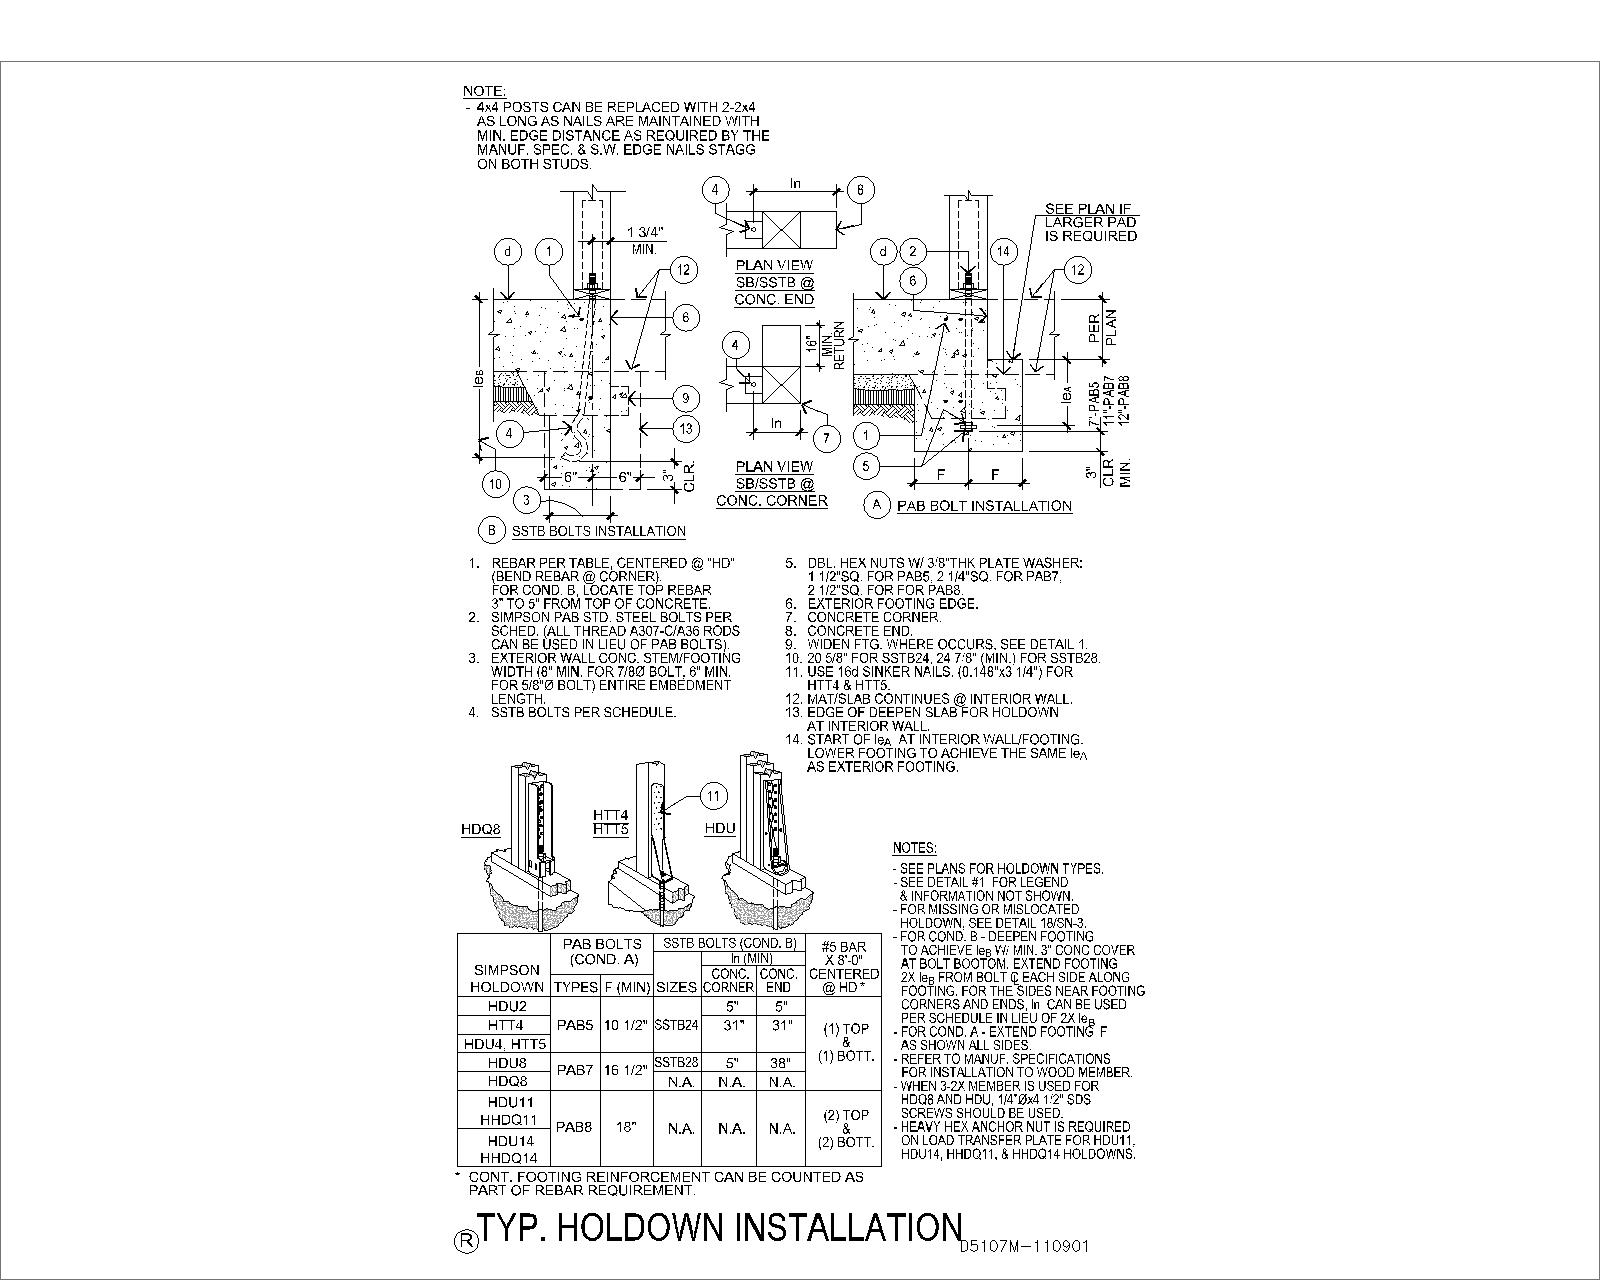 NOTE:
- 4x4 POSTS CAN BE REPLACED WITH 2-2x4
AS LONG AS NAILS ARE MAINTAINED WITH
MIN. EDGE DISTANCE AS REQUIRED BY THE
MANUF. SPEC. & S.W. EDGE NAILS STAGG
ON BOTH STUDS.
d
1
1 3/4"
MIN.
12
6
9
13
4
10
3
leB
6"
6"
3"
CLR.
B SSTB BOLTS INSTALLATION
4
ln
8
PLAN VIEW
SB/SSTB @
CONC. END
4
16"
MIN.
RETURN
ln
7
PLAN VIEW
SB/SSTB @
CONC. CORNER
SEE PLAN IF
LARGER PAD
IS REQUIRED
d
2
14
6
12
PER
PLAN
leA
7"-PAB5
11"-PAB7
12"-PAB8
1
5
F
F
3"
CLR
MIN.
A PAB BOLT INSTALLATION
1. REBAR PER TABLE, CENTERED @ "HD"
(BEND REBAR @ CORNER).
FOR COND. B, LOCATE TOP REBAR
3" TO 5" FROM TOP OF CONCRETE.
2. SIMPSON PAB STD. STEEL BOLTS PER
SCHED. (ALL THREAD A307-C/A36 RODS
CAN BE USED IN LIEU OF PAB BOLTS).
3. EXTERIOR WALL CONC. STEM/FOOTING
WIDTH (8" MIN. FOR 7/8Ø BOLT, 6" MIN.
FOR 5/8"Ø BOLT) ENTIRE EMBEDMENT
LENGTH.
4. SSTB BOLTS PER SCHEDULE.
5. DBL. HEX NUTS W/ 3/8"THK PLATE WASHER:
1 1/2"SQ. FOR PAB5, 2 1/4"SQ. FOR PAB7,
2 1/2"SQ. FOR FOR PAB8.
6. EXTERIOR FOOTING EDGE.
7. CONCRETE CORNER.
8. CONCRETE END.
9. WIDEN FTG. WHERE OCCURS, SEE DETAIL 1.
10. 20 5/8" FOR SSTB24, 24 7/8" (MIN.) FOR SSTB28.
11. USE 16d SINKER NAILS. (0.148"x3 1/4") FOR
HTT4 & HTT5.
12. MAT/SLAB CONTINUES @ INTERIOR WALL.
13. EDGE OF DEEPEN SLAB FOR HOLDOWN
AT INTERIOR WALL.
14. START OF leA AT INTERIOR WALL/FOOTING.
LOWER FOOTING TO ACHIEVE THE SAME leA
AS EXTERIOR FOOTING.
HDQ8
HTT4
HTT5
11
HDU
SIMPSON
HOLDOWN
PAB BOLTS
(COND. A)
TYPES F (MIN)
SSTB BOLTS (COND. B)
SIZES
ln (MIN)
CONC. CORNER
CONC. END
#5 BAR
X 8'-0"
CENTERED
@ HD *
HDU2 5" 5"
HTT4 PAB5 10 1/2" SSTB24 31" 31"
HDU4, HTT5
(1) TOP
&
(1) BOTT.
HDU8 SSTB28 5" 38"
PAB7 16 1/2"
HDQ8 N.A. N.A. N.A.
HDU11
HHDQ11
PAB8 18" N.A. N.A. N.A.
HDU14
HHDQ14
(2) TOP
&
(2) BOTT.
* CONT. FOOTING REINFORCEMENT CAN BE COUNTED AS
PART OF REBAR REQUIREMENT.
NOTES:
- SEE PLANS FOR HOLDOWN TYPES.
- SEE DETAIL #1 FOR LEGEND
& INFORMATION NOT SHOWN.
- FOR MISSING OR MISLOCATED
HOLDOWN, SEE DETAIL 18/SN-3.
- FOR COND. B - DEEPEN FOOTING
TO ACHIEVE leB W/ MIN. 3" CONC COVER
AT BOLT BOOTOM. EXTEND FOOTING
2X leB FROM BOLT ℄ EACH SIDE ALONG
FOOTING. FOR THE SIDES NEAR FOOTING
CORNERS AND ENDS, ln CAN BE USED
PER SCHEDULE IN LIEU OF 2X leB
- FOR COND. A - EXTEND FOOTING F
AS SHOWN ALL SIDES.
- REFER TO MANUF. SPECIFICATIONS
FOR INSTALLATION TO WOOD MEMBER.
- WHEN 3-2X MEMBER IS USED FOR
HDQ8 AND HDU, 1/4"Øx4 1/2" SDS
SCREWS SHOULD BE USED.
- HEAVY HEX ANCHOR NUT IS REQUIRED
ON LOAD TRANSFER PLATE FOR HDU11,
HDU14, HHDQ11, & HHDQ14 HOLDOWNS.
R TYP. HOLDOWN INSTALLATION
D5107M-110901